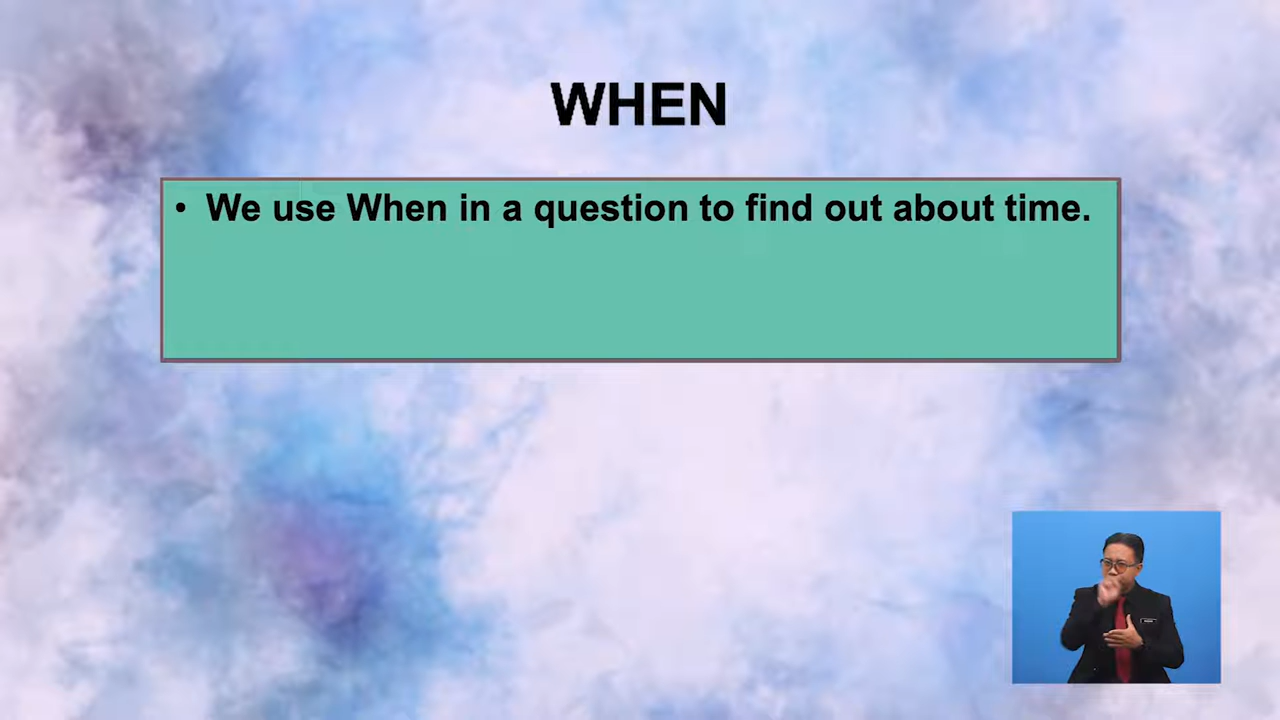 WHEN
• We use When in a question to find out about time.